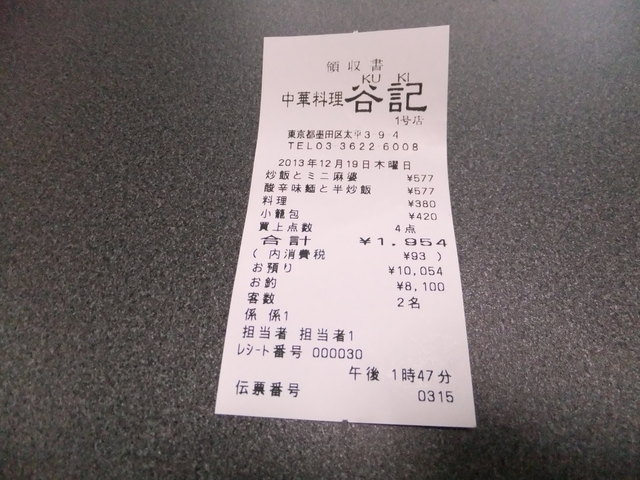 領収書
KU KI
中華料理 谷記
1号店
東京都墨田区太平3-9-4
TEL03-3622-6008
2013年12月19日木曜日
炒飯とミニ麻婆 ¥577
酸辛味麺と半炒飯 ¥577
料理 ¥380
小籠包 ¥420
買上点数 4点
合計 ¥1,954
( 内消費税 ¥93 )
お預り ¥10,054
お釣 ¥8,100
客数 2名
係 係1
担当者 担当者1
レシート番号 000030
午後 1時47分
伝票番号 0315